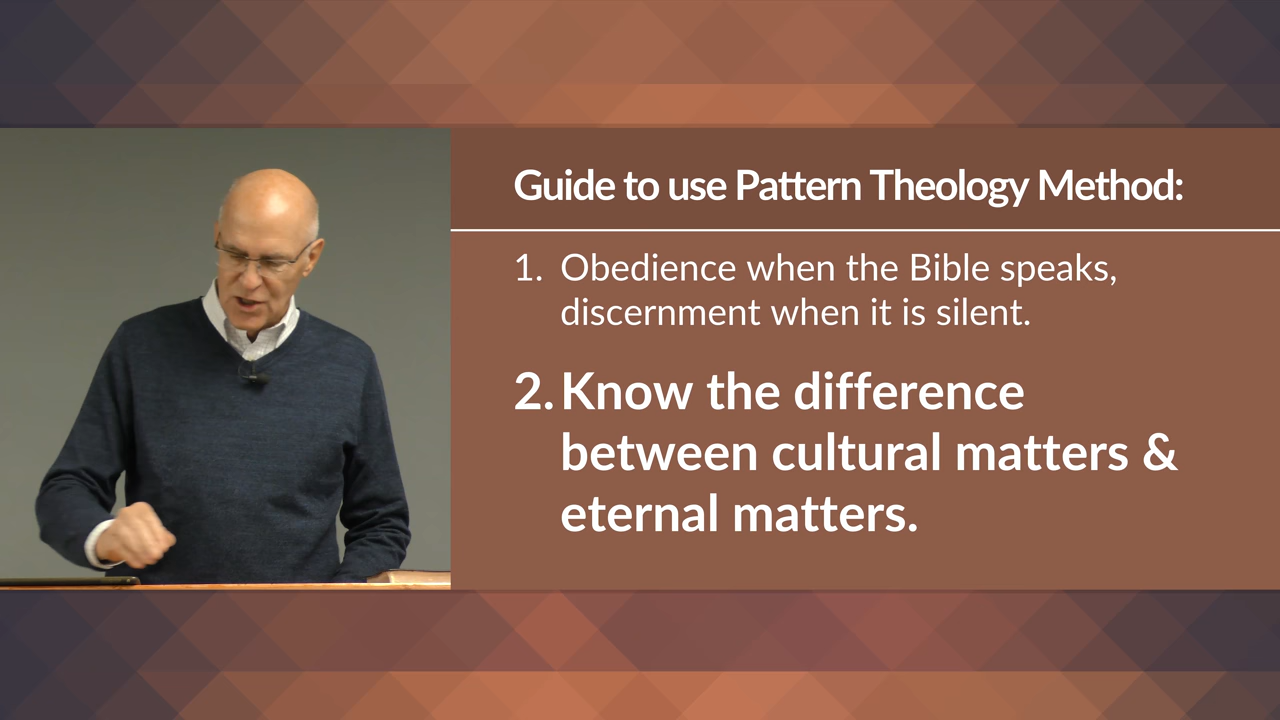 Guide to use Pattern Theology Method:
1. Obedience when the Bible speaks,
discernment when it is silent.
2. Know the difference
between cultural matters &
eternal matters.